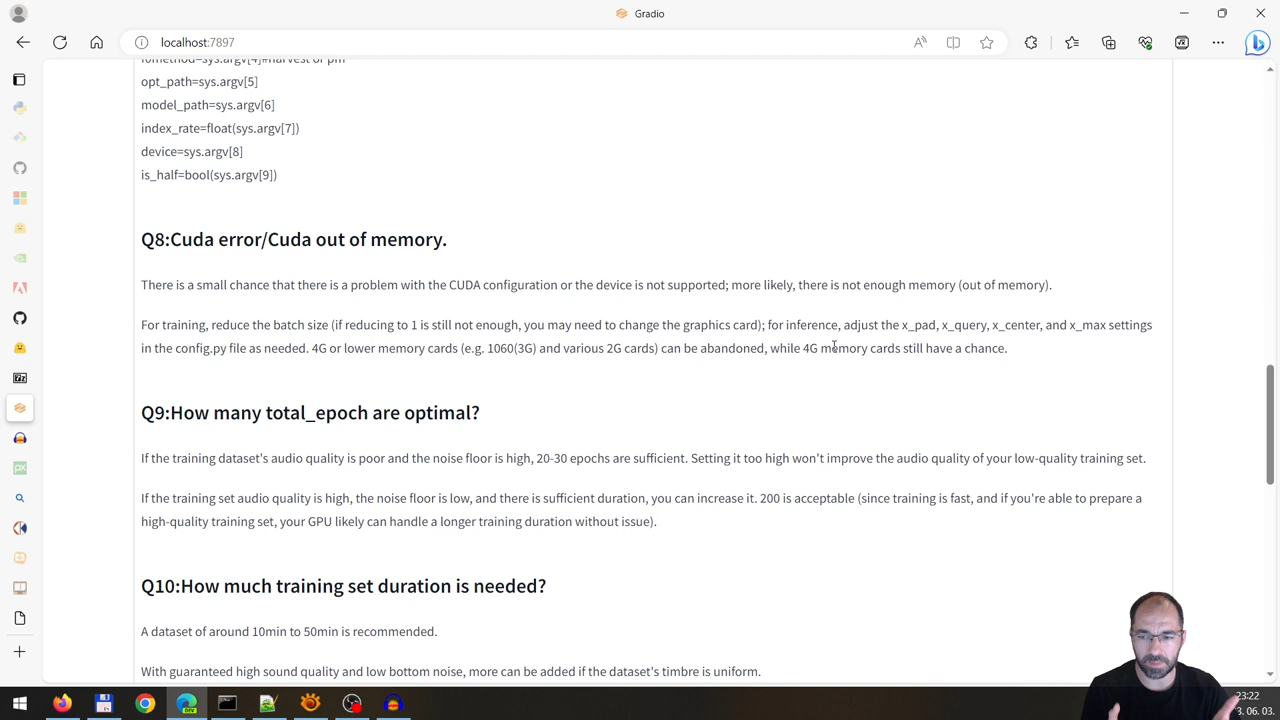 Gradio
localhost:7897
opt_path=sys.argv[5]
model_path=sys.argv[6]
index_rate=float(sys.argv[7])
device=sys.argv[8]
is_half=bool(sys.argv[9])
Q8:Cuda error/Cuda out of memory.
There is a small chance that there is a problem with the CUDA configuration or the device is not supported; more likely, there is not enough memory (out of memory).
For training, reduce the batch size (if reducing to 1 is still not enough, you may need to change the graphics card); for inference, adjust the x_pad, x_query, x_center, and x_max settings
in the config.py file as needed. 4G or lower memory cards (e.g. 1060(3G) and various 2G cards) can be abandoned, while 4G memory cards still have a chance.
Q9:How many total_epoch are optimal?
If the training dataset's audio quality is poor and the noise floor is high, 20-30 epochs are sufficient. Setting it too high won't improve the audio quality of your low-quality training set.
If the training set audio quality is high, the noise floor is low, and there is sufficient duration, you can increase it. 200 is acceptable (since training is fast, and if you're able to prepare a
high-quality training set, your GPU likely can handle a longer training duration without issue).
Q10:How much training set duration is needed?
A dataset of around 10min to 50min is recommended.
With guaranteed high sound quality and low bottom noise, more can be added if the dataset's timbre is uniform.
23:22
3. 06. 03.